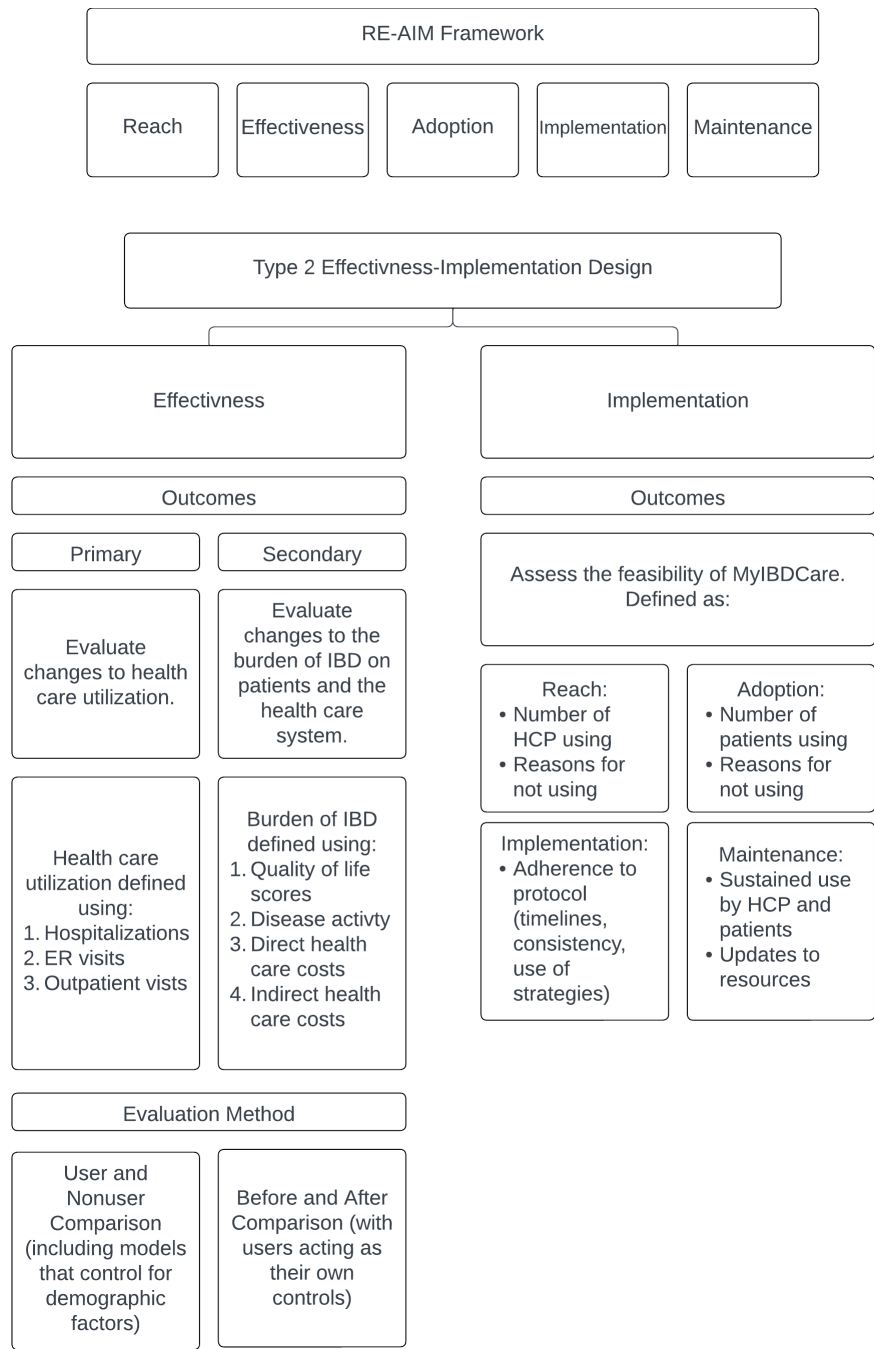 RE-AIM Framework
Reach
Effectiveness
Adoption
Implementation
Maintenance
Type 2 Effectivness-Implementation Design
Effectivness
Implementation
Outcomes
Outcomes
Primary
Secondary
Assess the feasibility of MyIBDCare.
Defined as:
Evaluate
changes to health
care utilization.
Evaluate
changes to the
burden of IBD on
patients and the
health care
system.
Reach:
• Number of
HCP using
• Reasons for
not using
Adoption:
• Number of
patients using
• Reasons for
not using
Health care
utilization defined
using:
1. Hospitalizations
2. ER visits
3. Outpatient vists
Burden of IBD
defined using:
1. Quality of life
scores
2. Disease activty
3. Direct health
care costs
4. Indirect health
care costs
Implementation:
• Adherence to
protocol
(timelines,
consistency,
use of
strategies)
Maintenance:
• Sustained use
by HCP and
patients
• Updates to
resources
Evaluation Method
User and
Nonuser
Comparison
(including models
that control for
demographic
factors)
Before and After
Comparison (with
users acting as
their own
controls)